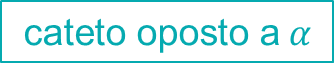 cateto oposto a α